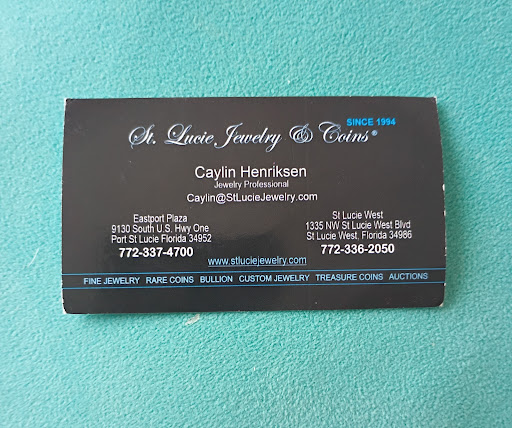 SINCE 1994
St. Lucie Jewelry & Coins®
Caylin Henriksen
Jewelry Professional
Caylin@StLucieJewelry.com
Eastport Plaza
9130 South U.S. Hwy One
Port St Lucie Florida 34952
772-337-4700
St Lucie West
1335 NW St Lucie West Blvd
St Lucie West, Florida 34986
772-336-2050
www.stluciejewelry.com
FINE JEWELRY RARE COINS BULLION CUSTOM JEWELRY TREASURE COINS AUCTIONS